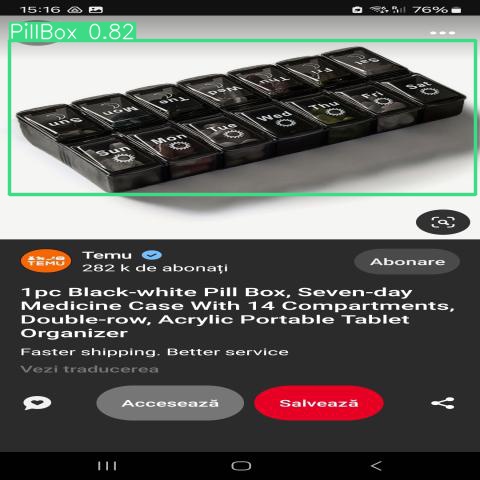 15:16
76%
PillBox 0.82
Sun Mon Tue Wed Thu Fri Sat
Sun Mon Tue Wed Thu Fri Sat
TEMU
Temu
282 k de abonați
Abonare
1pc Black-white Pill Box, Seven-day
Medicine Case With 14 Compartments,
Double-row, Acrylic Portable Tablet
Organizer
Faster shipping. Better service
Vezi traducerea
Accesează
Salvează